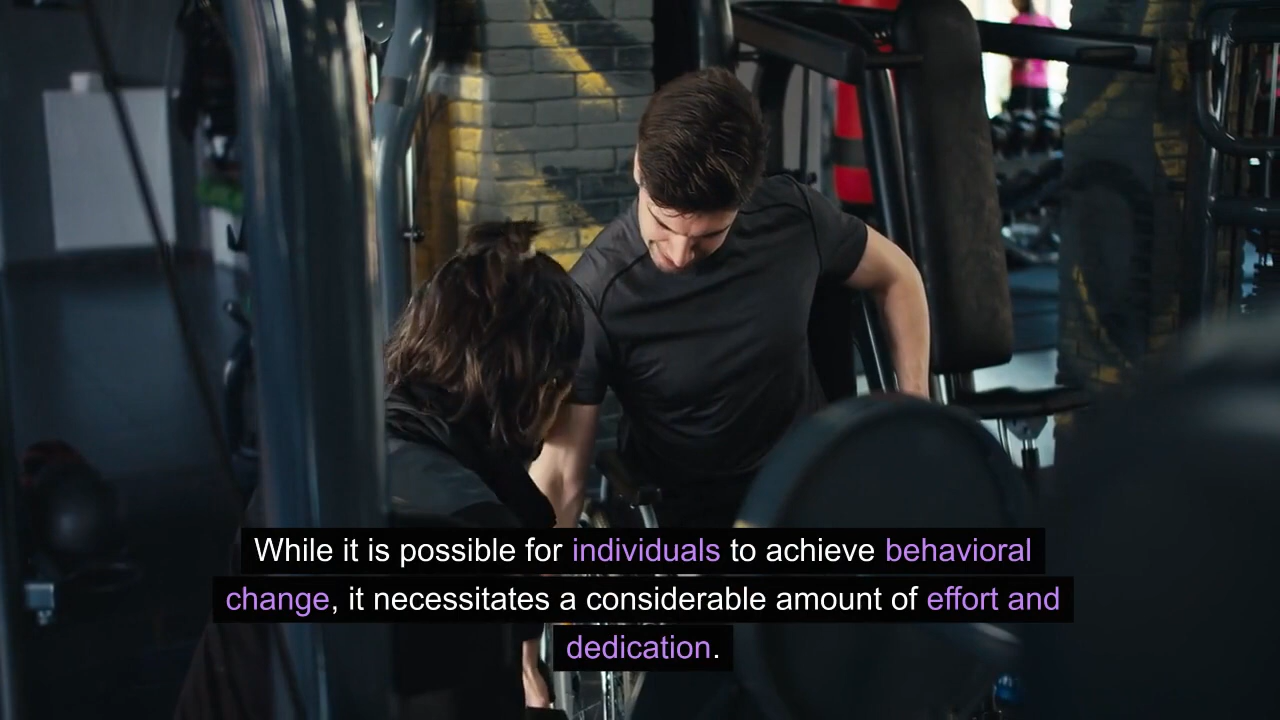 While it is possible for individuals to achieve behavioral
change, it necessitates a considerable amount of effort and
dedication.